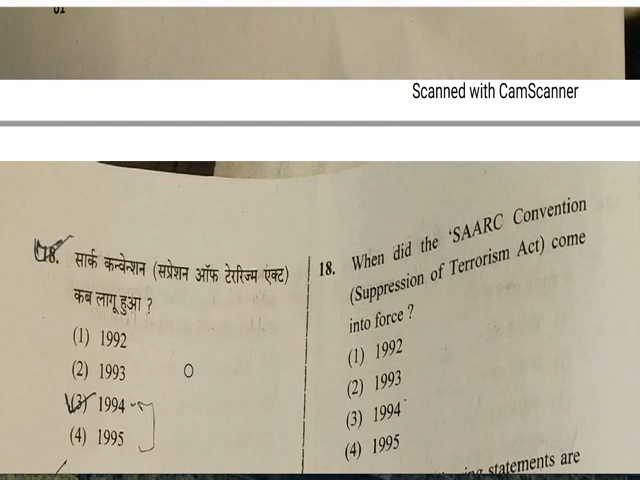 01
Scanned with CamScanner
18. सार्क कन्वेन्शन (सप्रेशन ऑफ टेररिज्म एक्ट)
कब लागू हुआ ?
(1) 1992
(2) 1993
(3) 1994
(4) 1995
18. When did the ‘SAARC Convention
(Suppression of Terrorism Act) come
into force ?
(1) 1992
(2) 1993
(3) 1994
(4) 1995
statements are